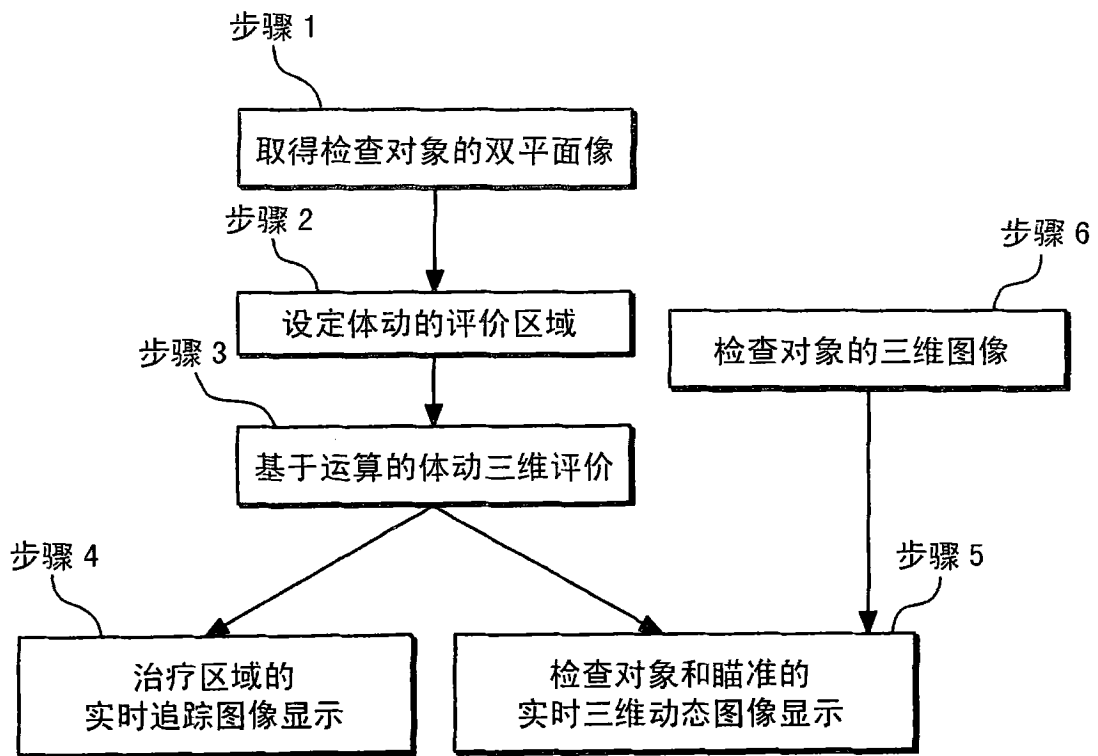 步骤 1
取得检查对象的双平面像
步骤 2
设定体动的评价区域
步骤 6
检查对象的三维图像
步骤 3
基于运算的体动三维评价
步骤 4
治疗区域的
实时追踪图像显示
步骤 5
检查对象和瞄准的
实时三维动态图像显示